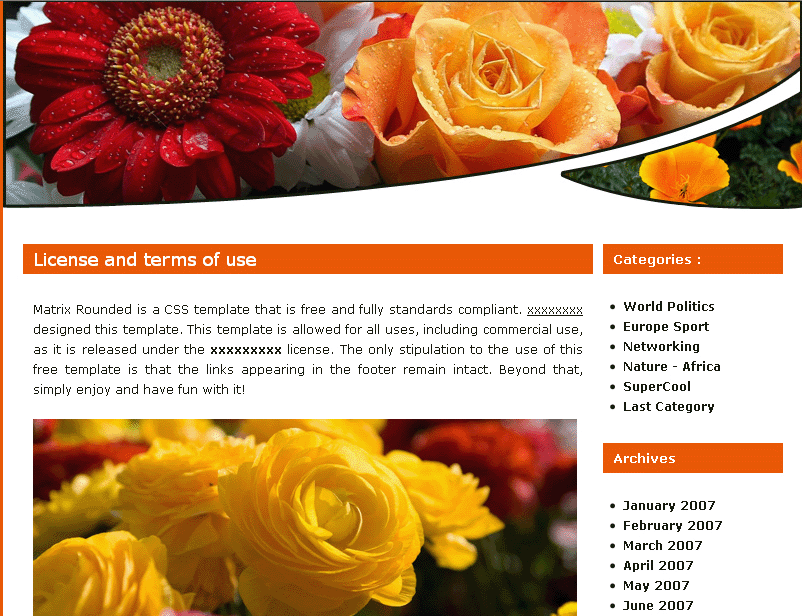 License and terms of use
Matrix Rounded is a CSS template that is free and fully standards compliant. xxxxxxxx
designed this template. This template is allowed for all uses, including commercial use,
as it is released under the xxxxxxxxx license. The only stipulation to the use of this
free template is that the links appearing in the footer remain intact. Beyond that,
simply enjoy and have fun with it!
Categories :
World Politics
Europe Sport
Networking
Nature - Africa
SuperCool
Last Category
Archives
January 2007
February 2007
March 2007
April 2007
May 2007
June 2007